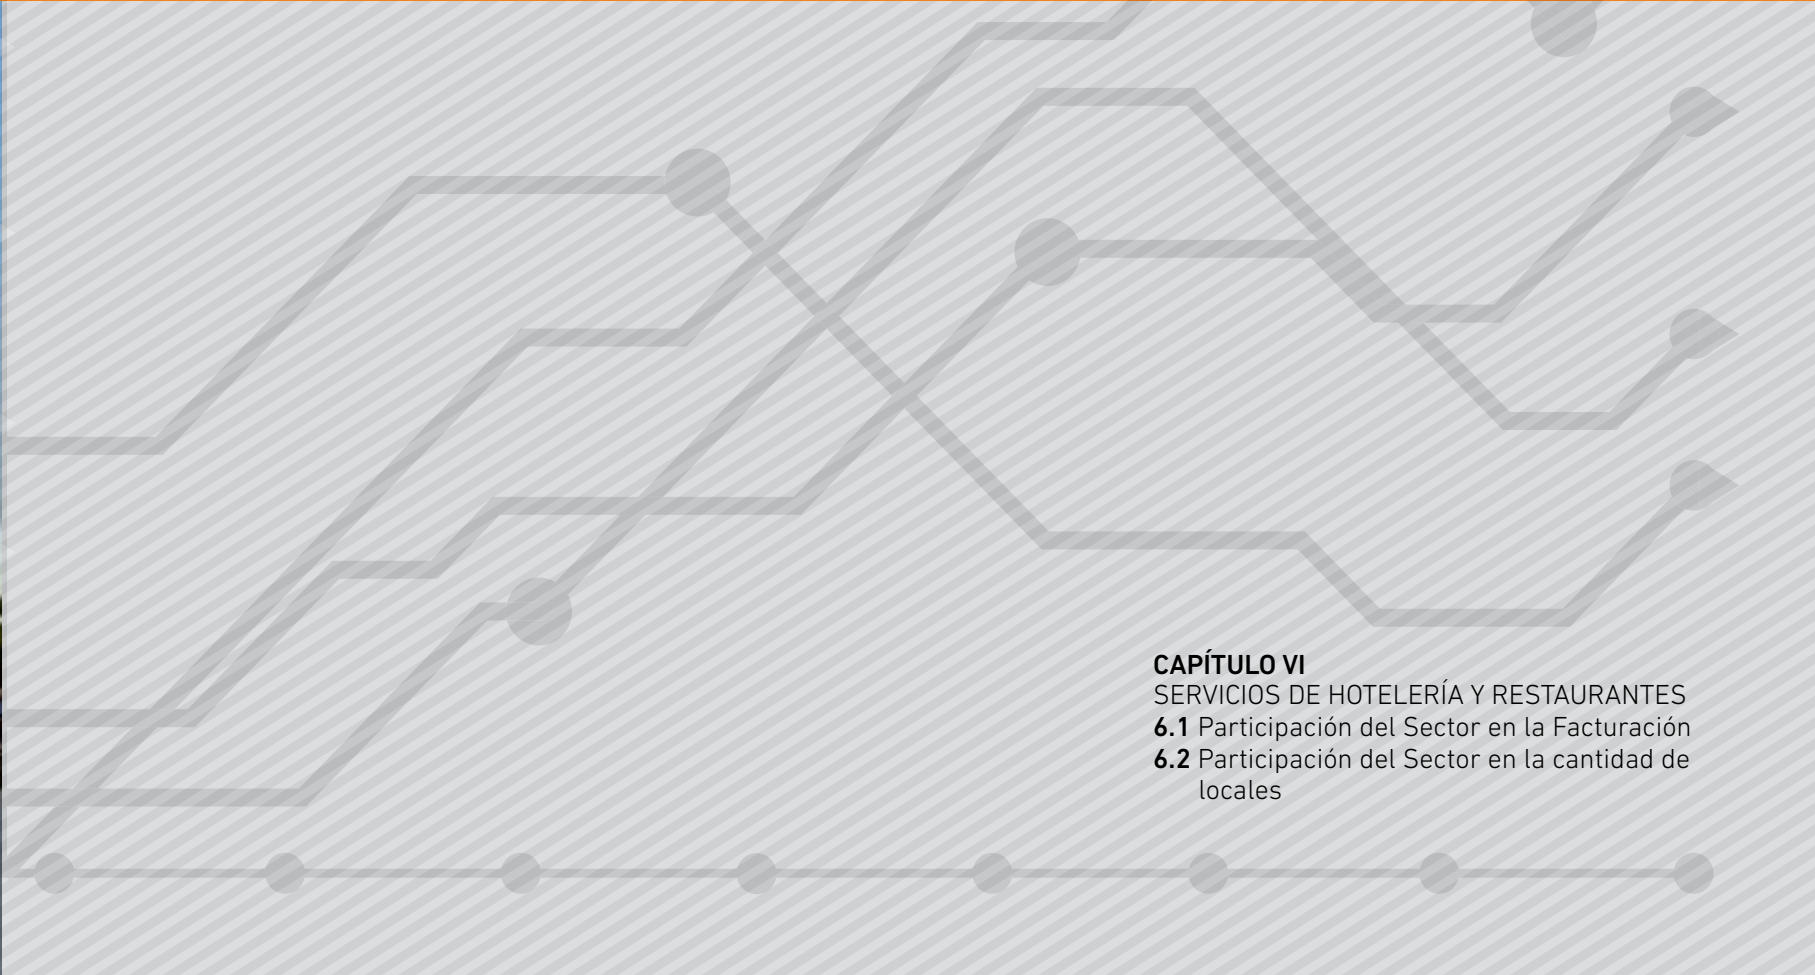 CAPÍTULO VI
SERVICIOS DE HOTELERÍA Y RESTAURANTES
6.1 Participación del Sector en la Facturación
6.2 Participación del Sector en la cantidad de
locales